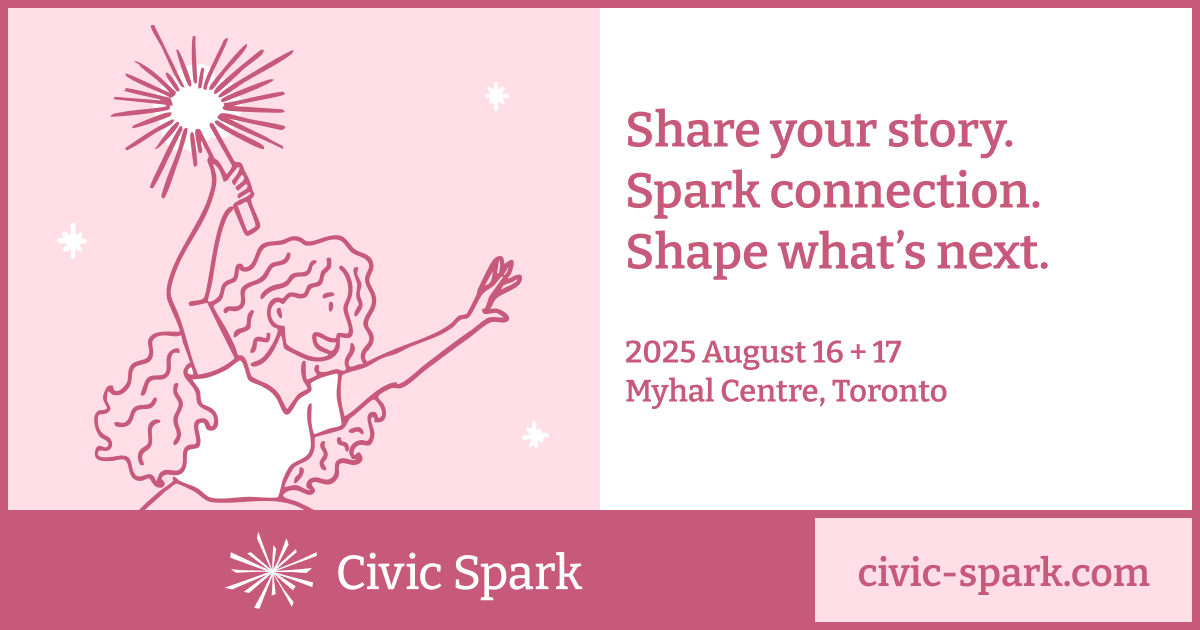 Share your story.
Spark connection.
Shape what’s next.
2025 August 16 + 17
Myhal Centre, Toronto
Civic Spark
civic-spark.com